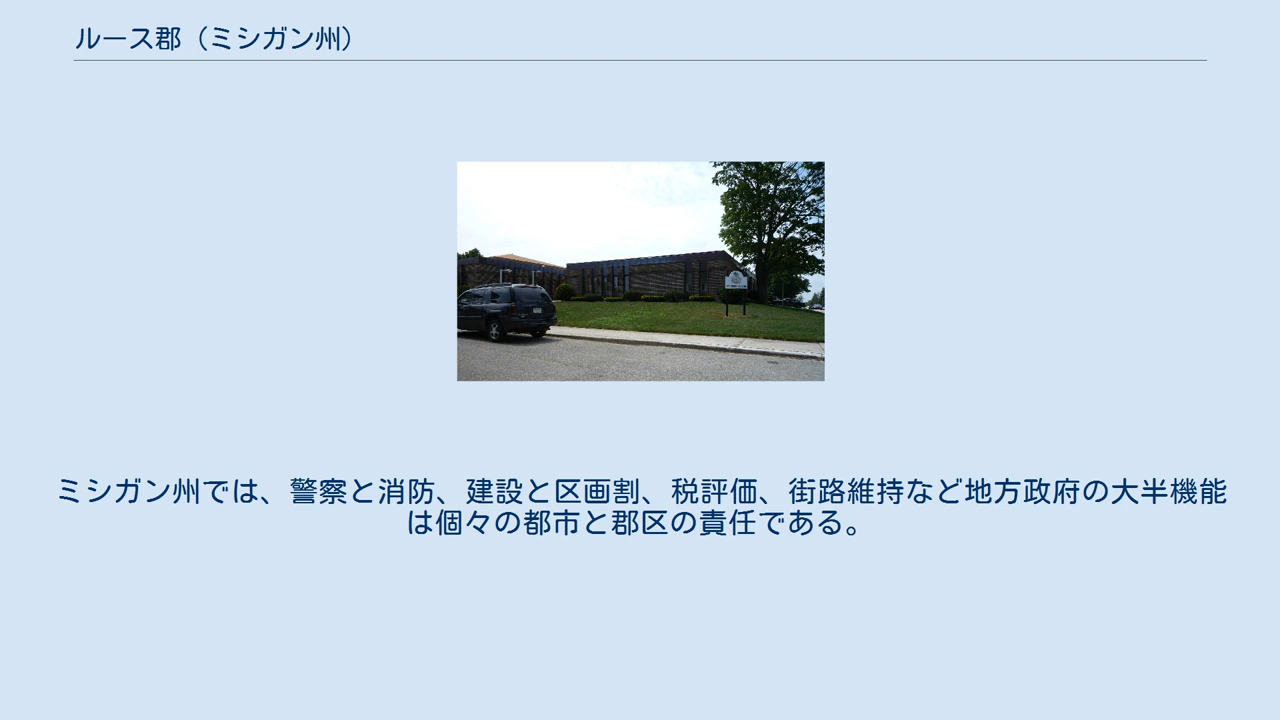 ルース郡（ミシガン州）
ミシガン州では、警察と消防、建設と区画割、税評価、街路維持など地方政府の大半機能
は個々の都市と郡区の責任である。